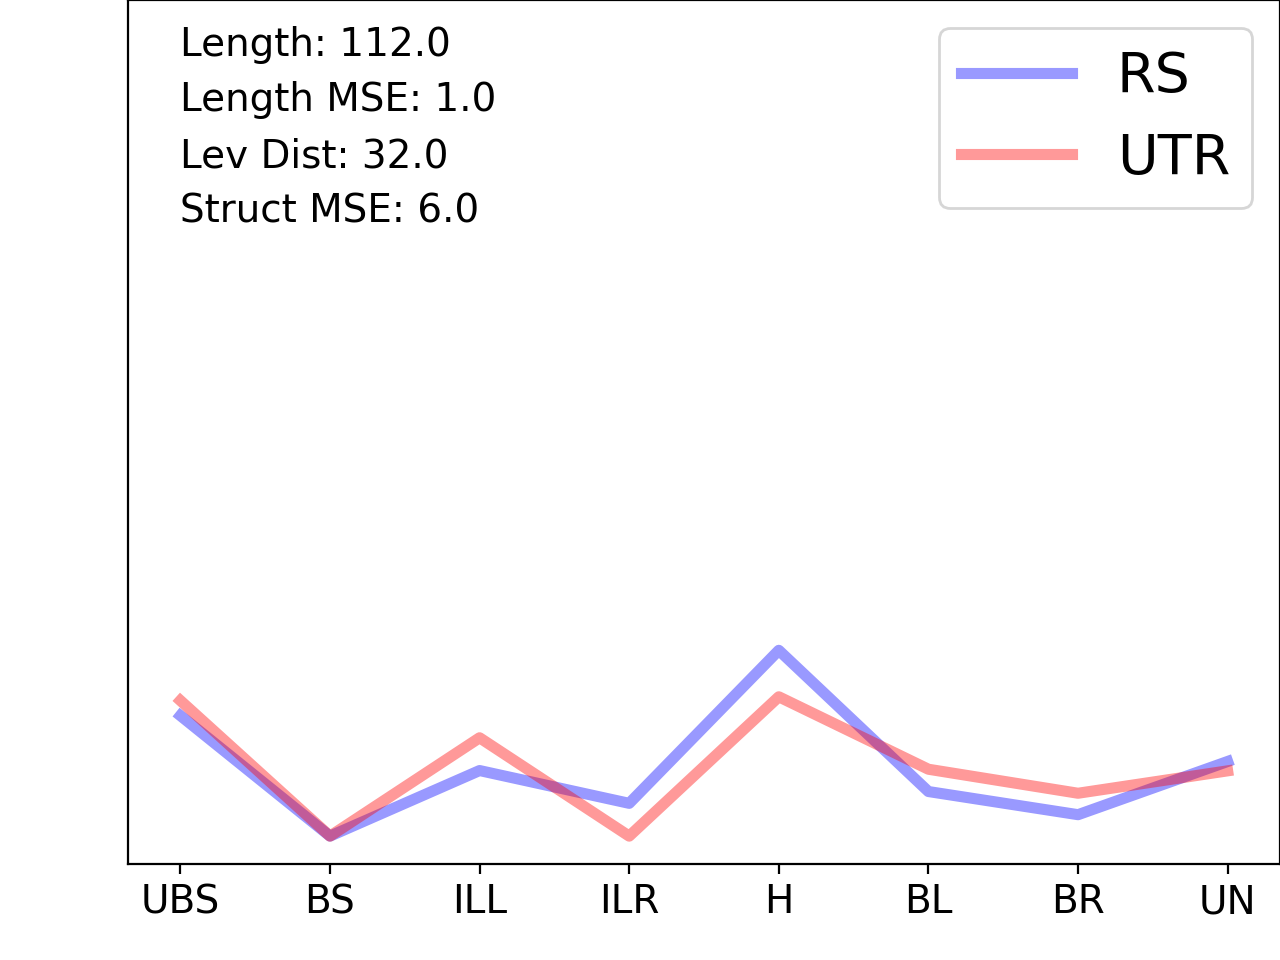 Length: 112.0
Length MSE: 1.0
Lev Dist: 32.0
Struct MSE: 6.0
RS
UTR
UBS BS ILL ILR H BL BR UN